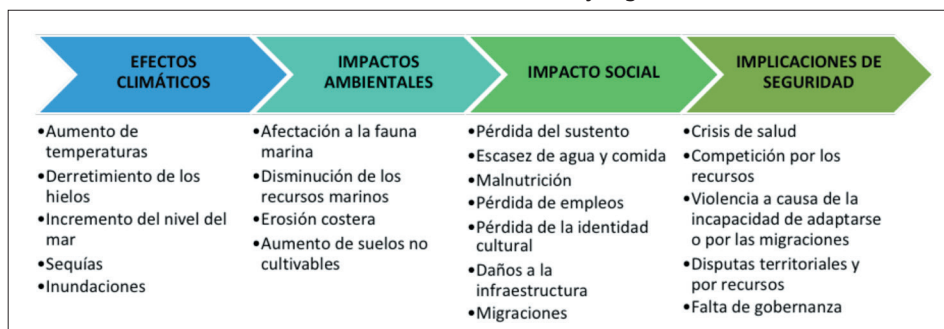 EFECTOS
CLIMÁTICOS
IMPACTOS
AMBIENTALES
IMPACTO SOCIAL
IMPLICACIONES DE
SEGURIDAD
•Aumento de
temperaturas
•Derretimiento de los
hielos
•Incremento del nivel del
mar
•Sequías
•Inundaciones
•Afectación a la fauna
marina
•Disminución de los
recursos marinos
•Erosión costera
•Aumento de suelos no
cultivables
•Pérdida del sustento
•Escasez de agua y comida
•Malnutrición
•Pérdida de empleos
•Pérdida de la identidad
cultural
•Daños a la
infraestructura
•Migraciones
•Crisis de salud
•Competición por los
recursos
•Violencia a causa de la
incapacidad de adaptarse
o por las migraciones
•Disputas territoriales y
por recursos
•Falta de gobernanza